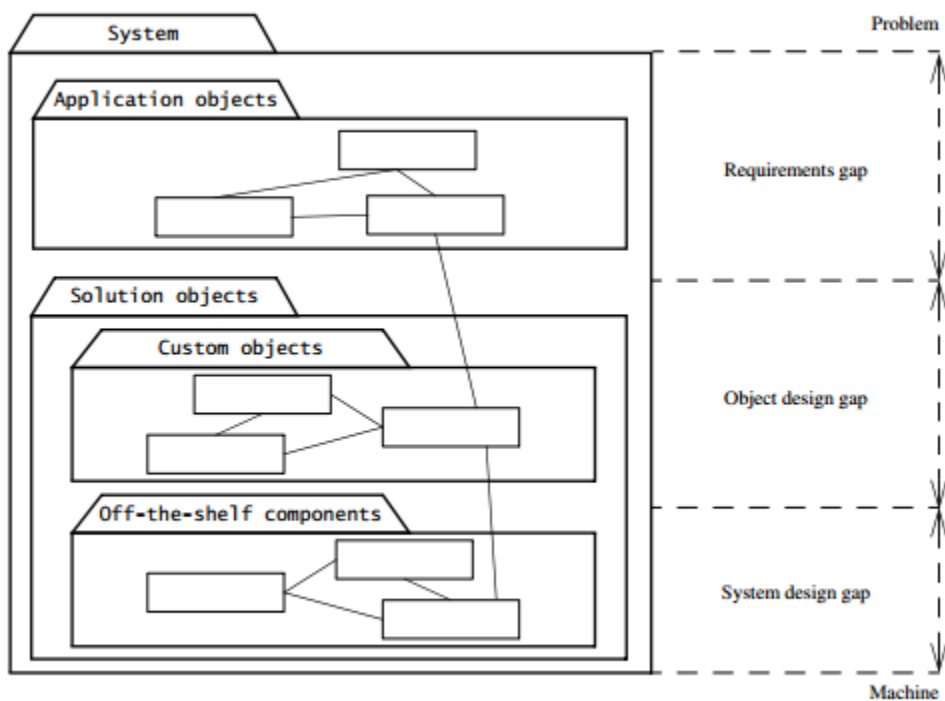 System
Problem
Application objects
Requirements gap
Solution objects
Custom objects
Object design gap
Off-the-shelf components
System design gap
Machine